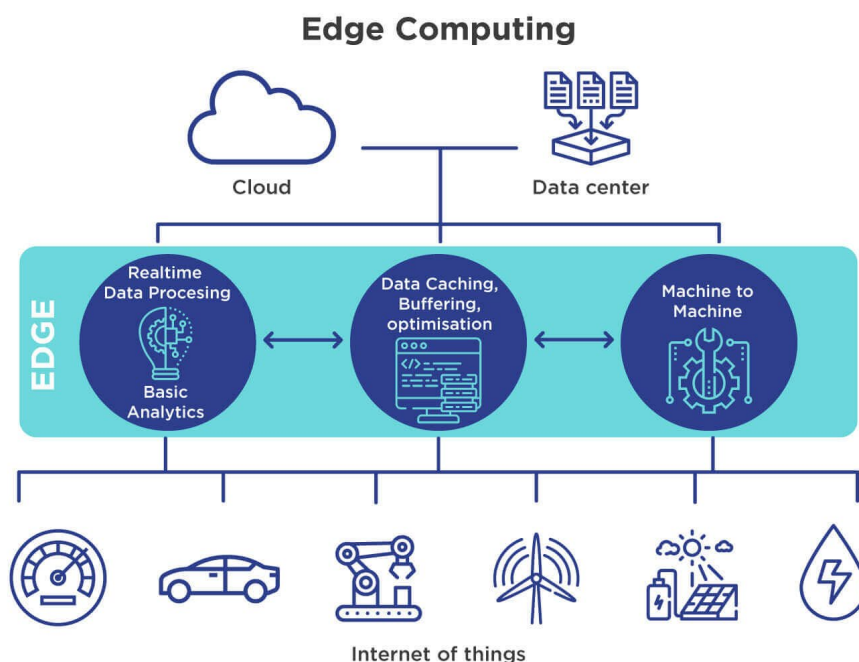 Edge Computing
Cloud
Data center
EDGE
Realtime
Data Procesing
Basic
Analytics
Data Caching,
Buffering,
optimisation
</>
Machine to
Machine
Internet of things